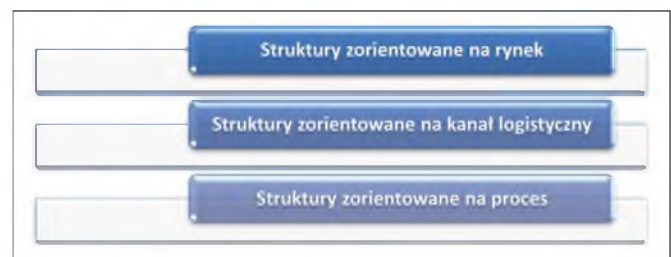 Struktury zorientowane na rynek
Struktury zorientowane na kanał logistyczny
Struktury zorientowane na proces